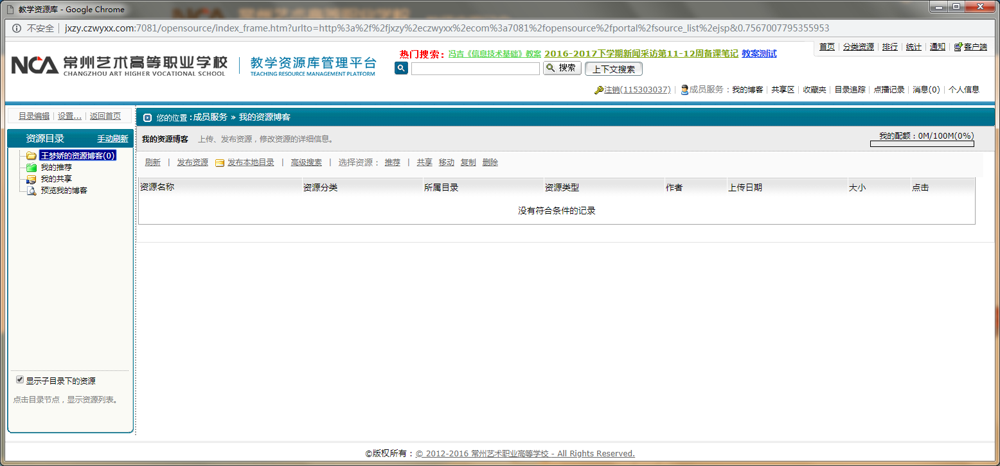 教学资源库 - Google Chrome
不安全 jxzy.czwyxx.com:7081/opensource/index_frame.htm?urlto=http%3a%2f%2fjxzy%2eczwyxx%2ecom%3a7081%2fopensource%2fportal%2fsource_list%2ejsp&0.7567007795355953
首页 分类资源 排行 统计 通知 客户端
热门搜索: 冯吉《信息技术基础》教案 2016-2017下学期新闻采访第11-12周备课笔记 教案测试
NCA 常州艺术高等职业学校 教学资源库管理平台
CHANGZHOU ART HIGHER VOCATIONAL SCHOOL TEACHING RESOURCE MANAGEMENT PLATFORM
搜索 上下文搜索
注销(115303037) 成员服务：我的博客 共享区 收藏夹 目录追踪 点播记录 消息(0) 个人信息
目录编辑 设置... 返回首页
您的位置:成员服务 » 我的资源博客
资源目录 手动刷新
王梦娇的资源博客(0)
我的推荐
我的共享
预览我的博客
显示子目录下的资源
点击目录节点，显示资源列表。
我的资源博客 上传、发布资源，修改资源的详细信息。
我的配额：0M/100M(0%)
刷新 | 发布资源 发布本地目录 | 高级搜索 | 选择资源： 推荐 | 共享 移动 复制 删除
资源名称 资源分类 所属目录 资源类型 作者 上传日期 大小 点击
没有符合条件的记录
©版权所有：© 2012-2016 常州艺术职业高等学校 - All Rights Reserved.